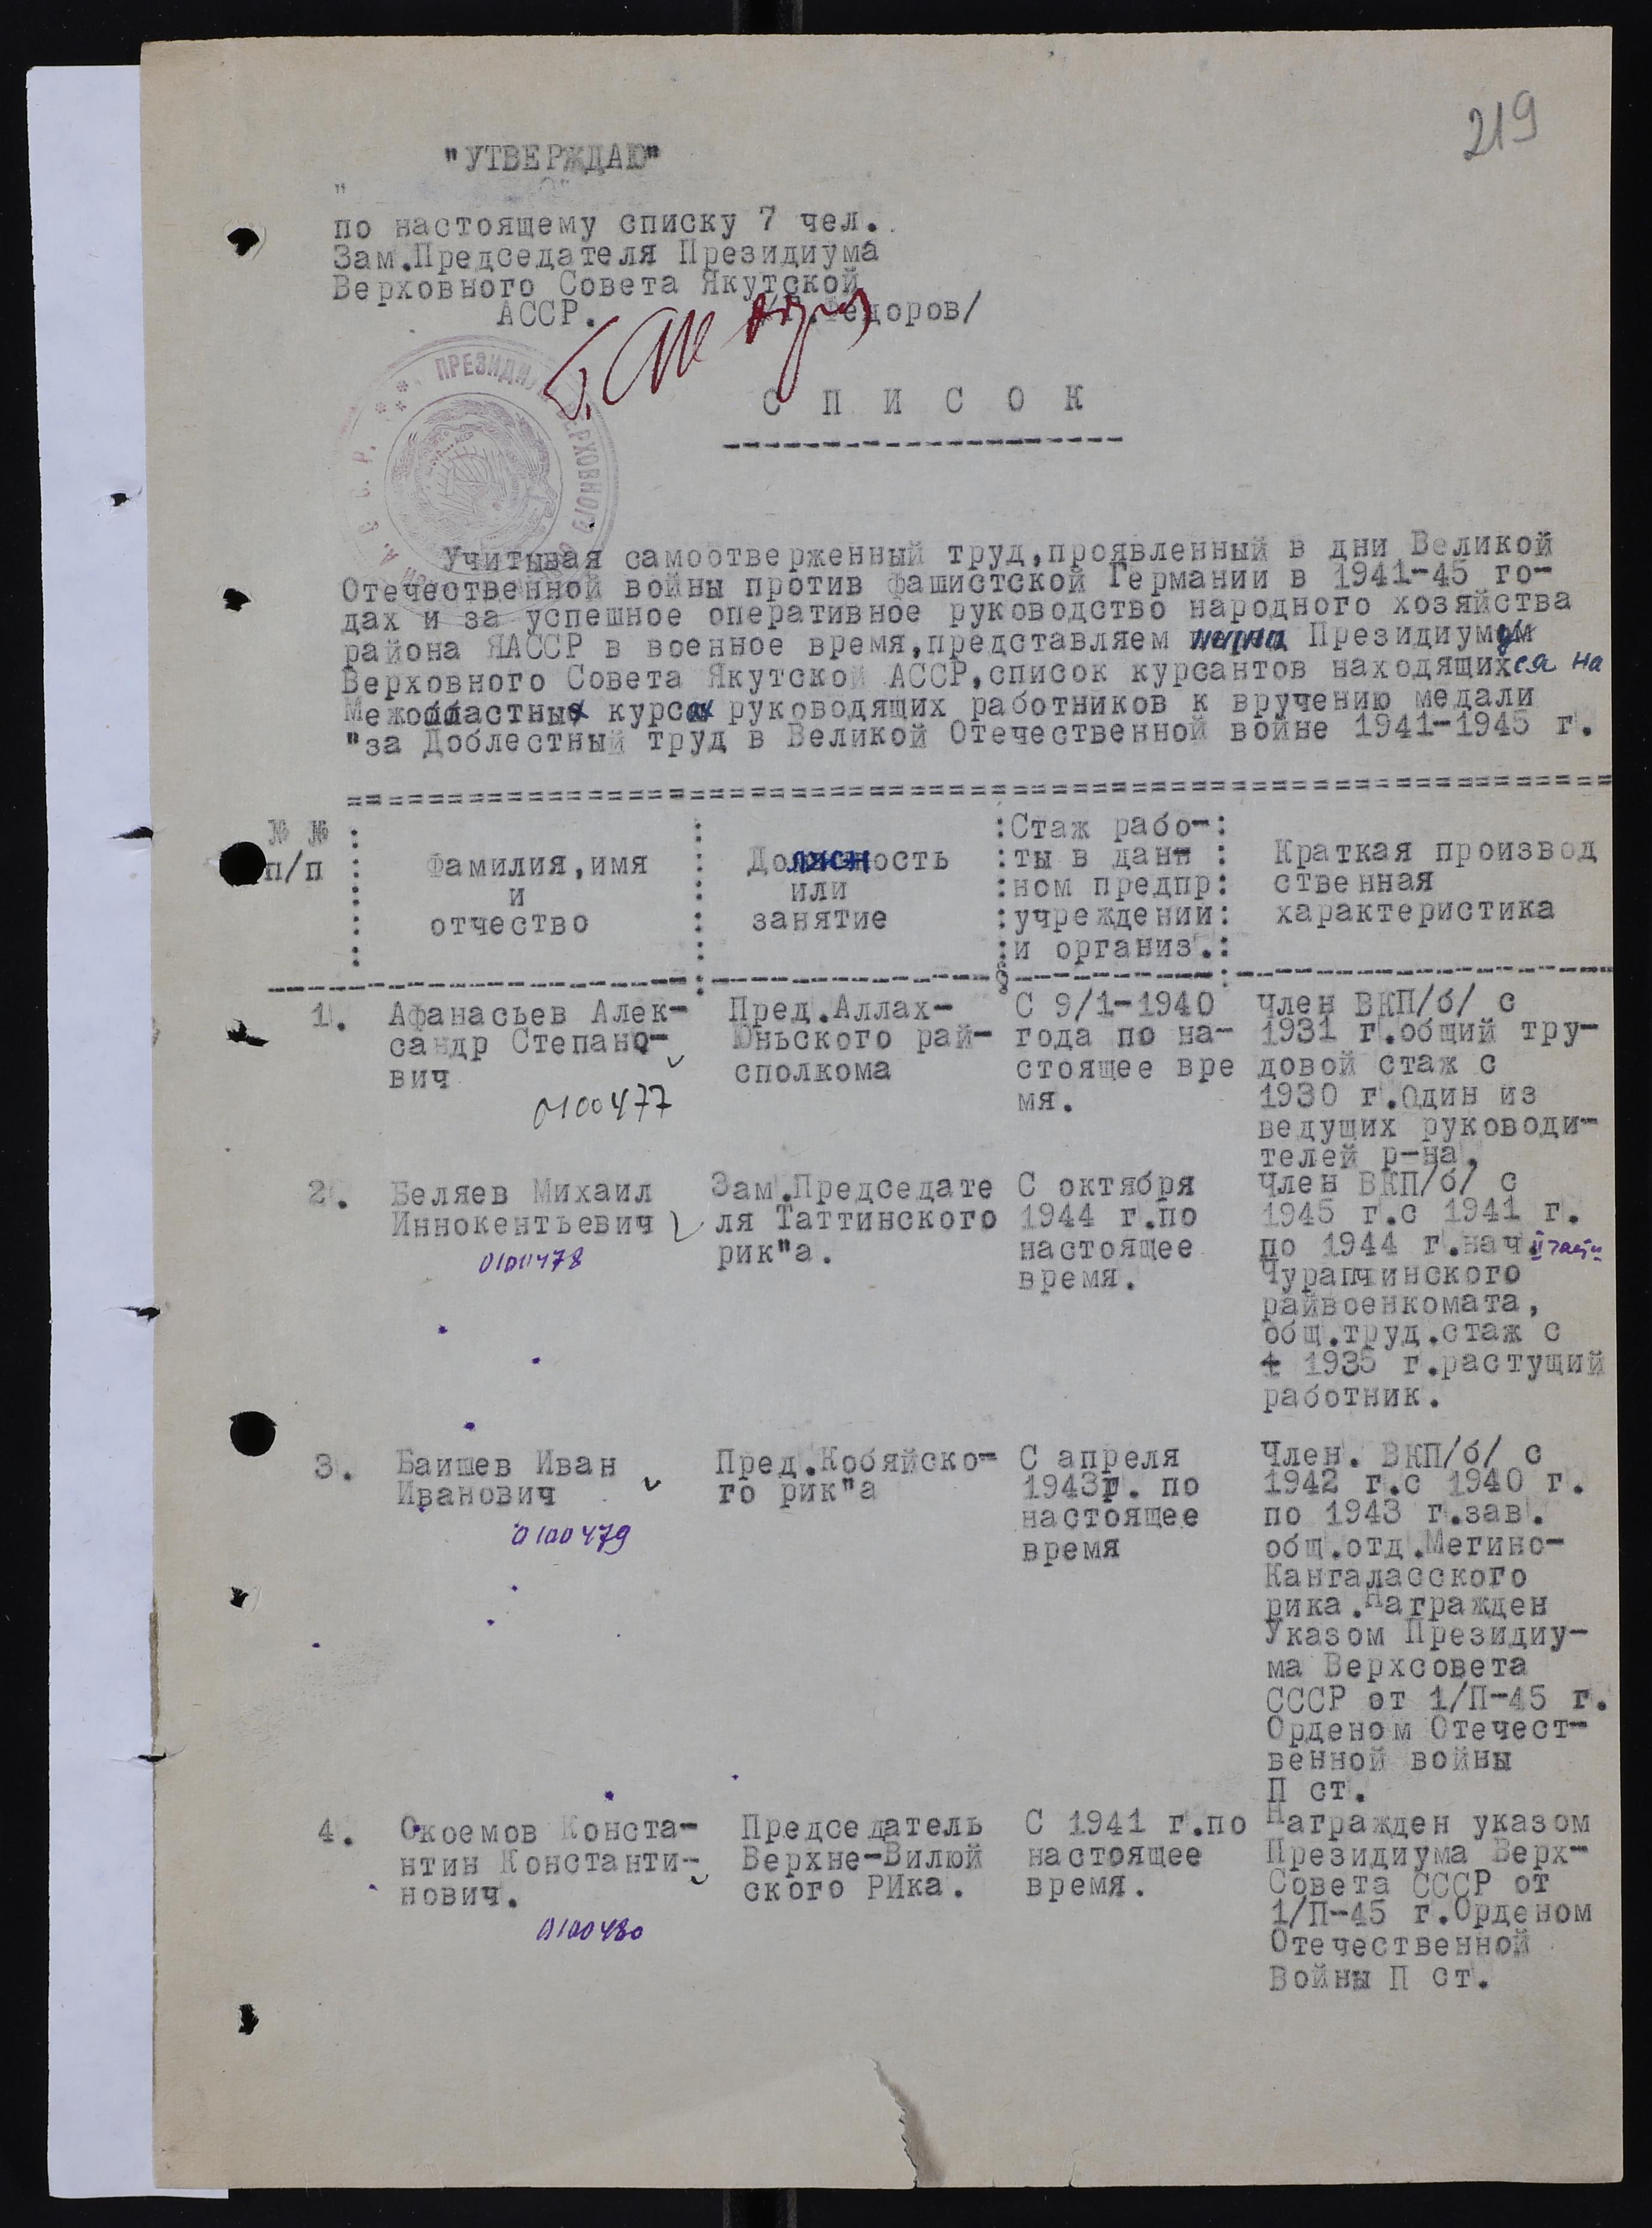 219
"УТВЕРЖДАЮ"
по настоящему списку 7 чел.
Зам.Председателя Президиума
Верховного Совета Якутской
АССР. Федоров/
ПРЕЗИДИУМ ВЕРХОВНОГО
С П И С О К
Учитывая самоотверженный труд,проявленный в дни Великой
Отечественной войны против фашистской Германии в 1941-45 го-
дах и за успешное оперативное руководство народного хозяйства
района ЯАССР в военное время,представляем Президиумом
Верховного Совета Якутской АССР,список курсантов находящихся на
Межобластных курсах руководящих работников к вручению медали
"за Доблестный труд в Великой Отечественной войне 1941-1945 г.
№ № п/п : Фамилия,имя и отчество : Должность или занятие :Стаж рабо-: Краткая производ
:ты в данн : ственная
:ном предпр: характеристика
:учреждении:
:и организ.:
1. Афанасьев Алек- Пред.Аллах- С 9/1-1940 Член ВКП/б/ с
сандр Степано- Юньского рай- года по на- 1931 г.общий тру-
вич сполкома стоящее вре довой стаж с
0100477 мя. 1930 г.Один из
ведущих руководи-
телей р-на.
2. Беляев Михаил Зам.Председате С октября Член ВКП/б/ с
Иннокентьевич ля Таттинского 1944 г.по 1945 г.с 1941 г.
0100478 рик"а. настоящее по 1944 г.нач. II части
время. Чурапчинского
райвоенкомата,
общ.труд.стаж с
1935 г.растущий
работник.
3. Баишев Иван Пред.Кобяйско- С апреля Член. ВКП/б/ с
Иванович го рик"а 1943г. по 1942 г.с 1940 г.
0100479 настоящее по 1943 г.зав.
время общ.отд.Мегино-
Кангаласского
рика.Награжден
Указом Президиу-
ма Верхсовета
СССР от 1/П-45 г.
Орденом Отечест-
венной войны
П ст.
4. Окоемов Конста- Председатель С 1941 г.по Награжден указом
нтин Константи- Верхне-Вилюй настоящее Президиума Верх-
нович. ского РИка. время. Совета СССР от
0100480 1/П-45 г.Орденом
Отечественной
Войны П ст.